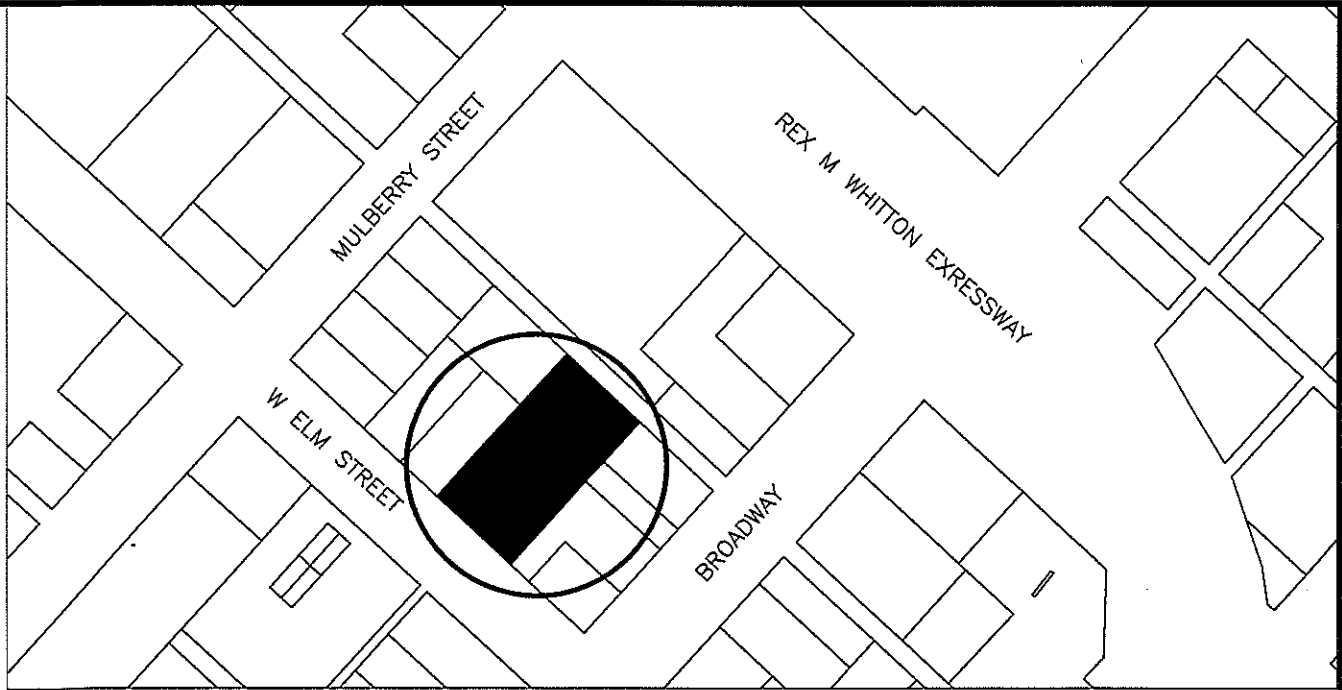 MULBERRY STREET
REX M WHITTON EXRESSWAY
W ELM STREET
BROADWAY